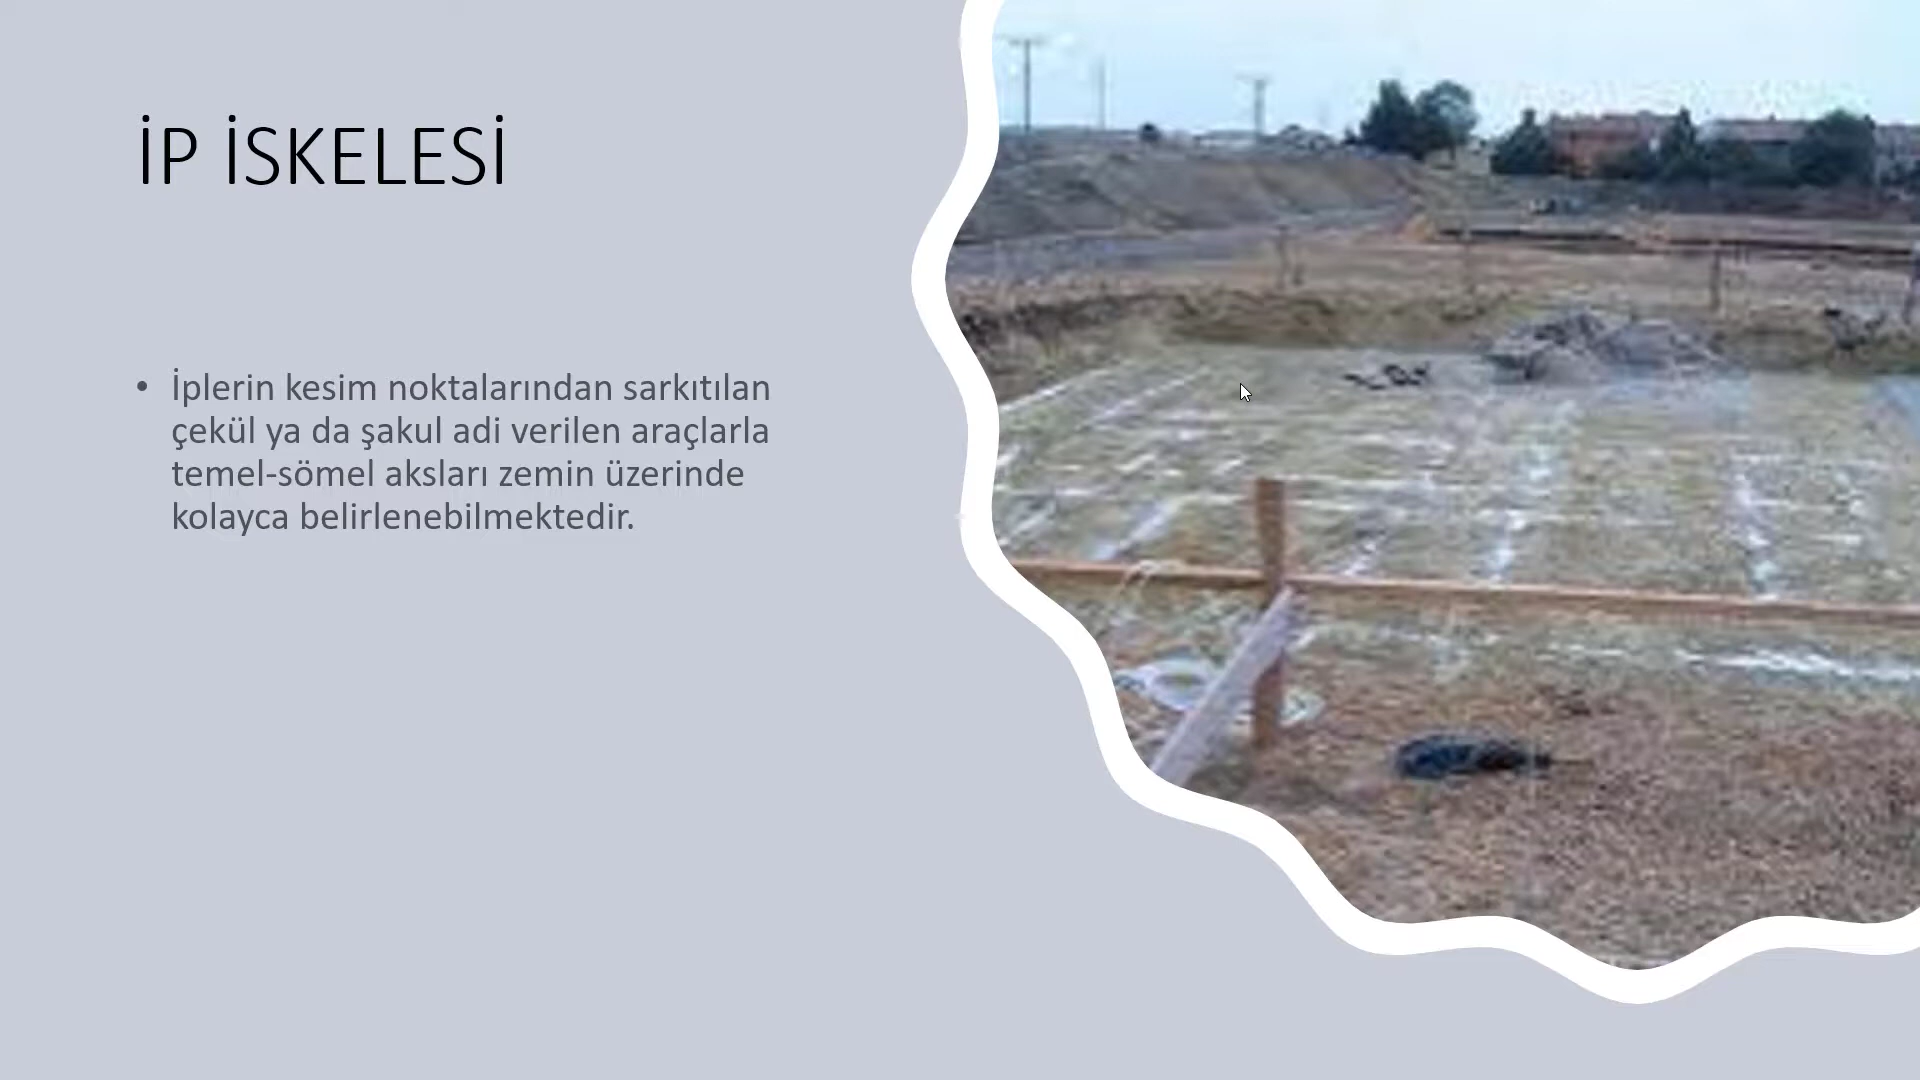 İP İSKELESİ
• İplerin kesim noktalarından sarkıtılan
çekül ya da şakul adi verilen araçlarla
temel-sömel aksları zemin üzerinde
kolayca belirlenebilmektedir.